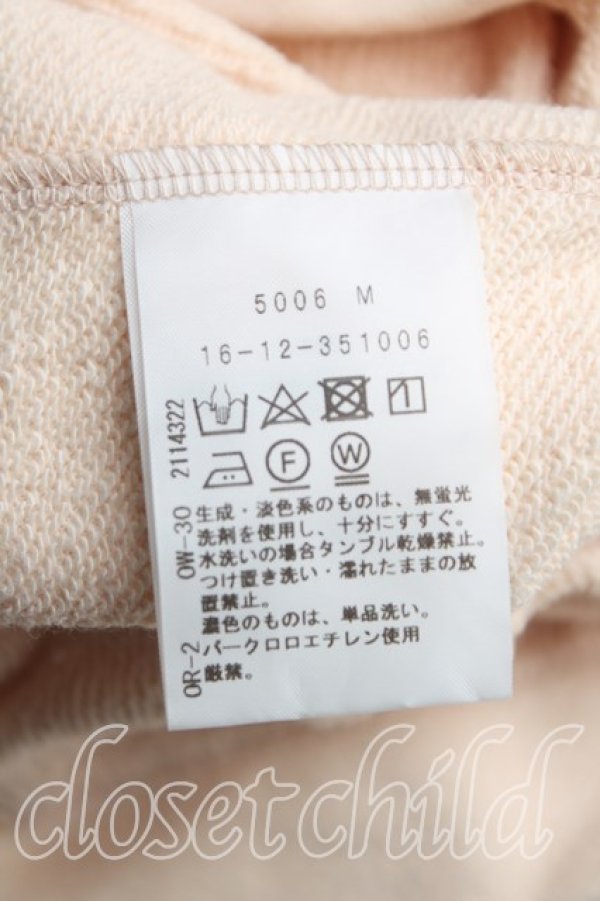 5006 M
16-12-351006
生成・淡色系のものは、無蛍光
洗剤を使用し、十分にすすぐ。
水洗いの場合タンブル乾燥禁止。
つけ置き洗い・濡れたままの放
置禁止。
濃色のものは、単品洗い。
パークロロエチレン使用
厳禁。
OR-2 OW-30 2114322
1
F
W
closet child